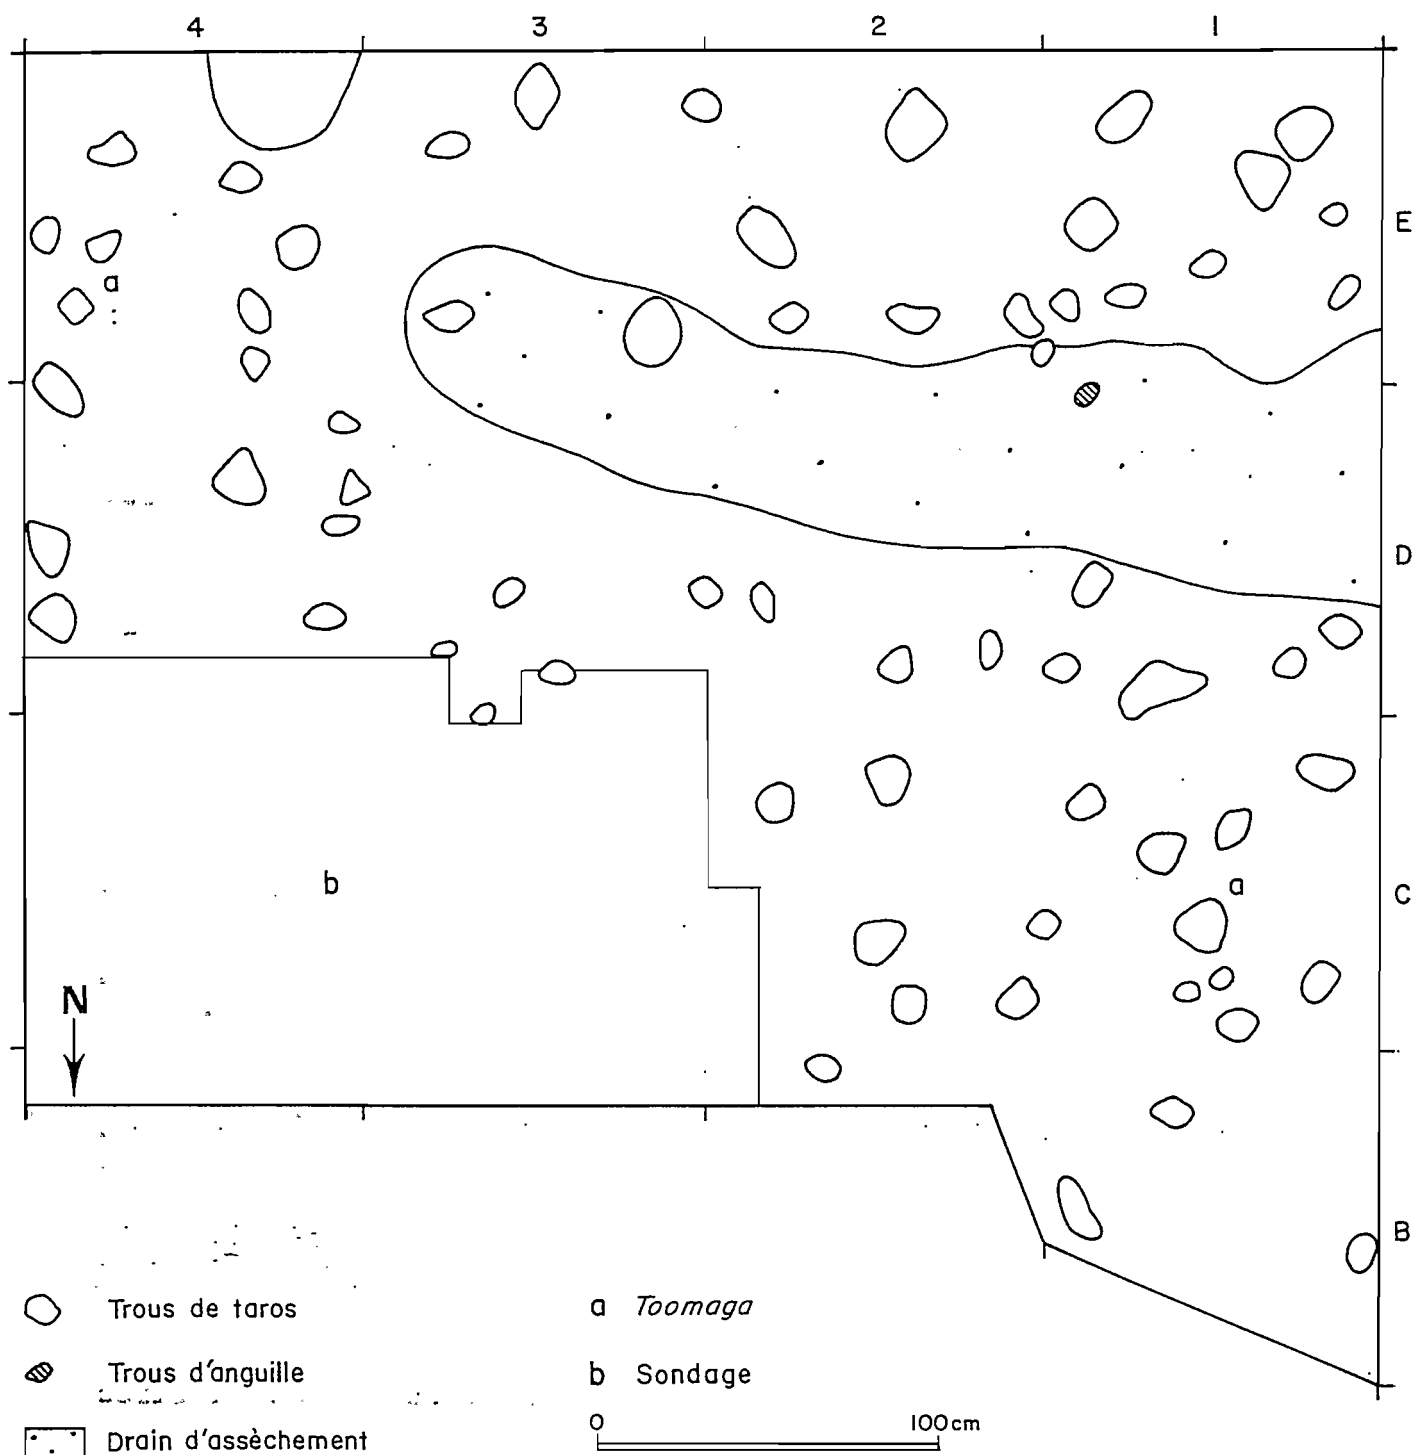 4 3 2 1
E
a
D
b
a
C
N
B
Trous de taros
a Toomaga
Trous d'anguille
b Sondage
0 100cm
Drain d'assèchement